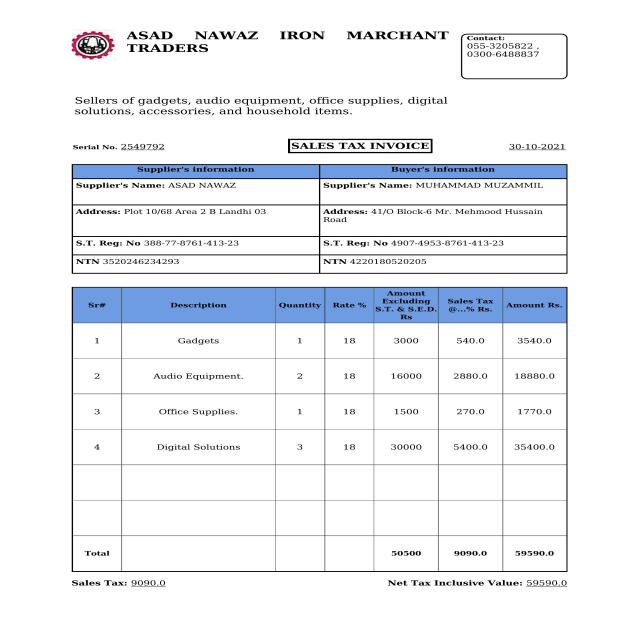 ASAD NAWAZ IRON MARCHANT
TRADERS
Contact:
055-3205822 ,
0300-6488837
Sellers of gadgets, audio equipment, office supplies, digital
solutions, accessories, and household items.
Serial No. 2549792 SALES TAX INVOICE 30-10-2021
Supplier's information Buyer's information
Supplier's Name: ASAD NAWAZ Buyer's Name: MUHAMMAD MUZAMMIL
Address: Plot 10/68 Area 2 B Landhi 03 Address: 41/O Block-6 Mr. Mehmood Hussain
Road
S.T. Reg: No 388-77-8761-413-23 S.T. Reg: No 4907-4953-8761-413-23
NTN 3520246234293 NTN 4220180520205
Sr# Description Quantity Rate % Amount Excluding S.T. & S.E.D. Rs Sales Tax @...% Rs. Amount Rs.
1 Gadgets 1 18 3000 540.0 3540.0
2 Audio Equipment. 2 18 16000 2880.0 18880.0
3 Office Supplies. 1 18 1500 270.0 1770.0
4 Digital Solutions 3 18 30000 5400.0 35400.0
Total 50500 9090.0 59590.0
Sales Tax: 9090.0 Net Tax Inclusive Value: 59590.0